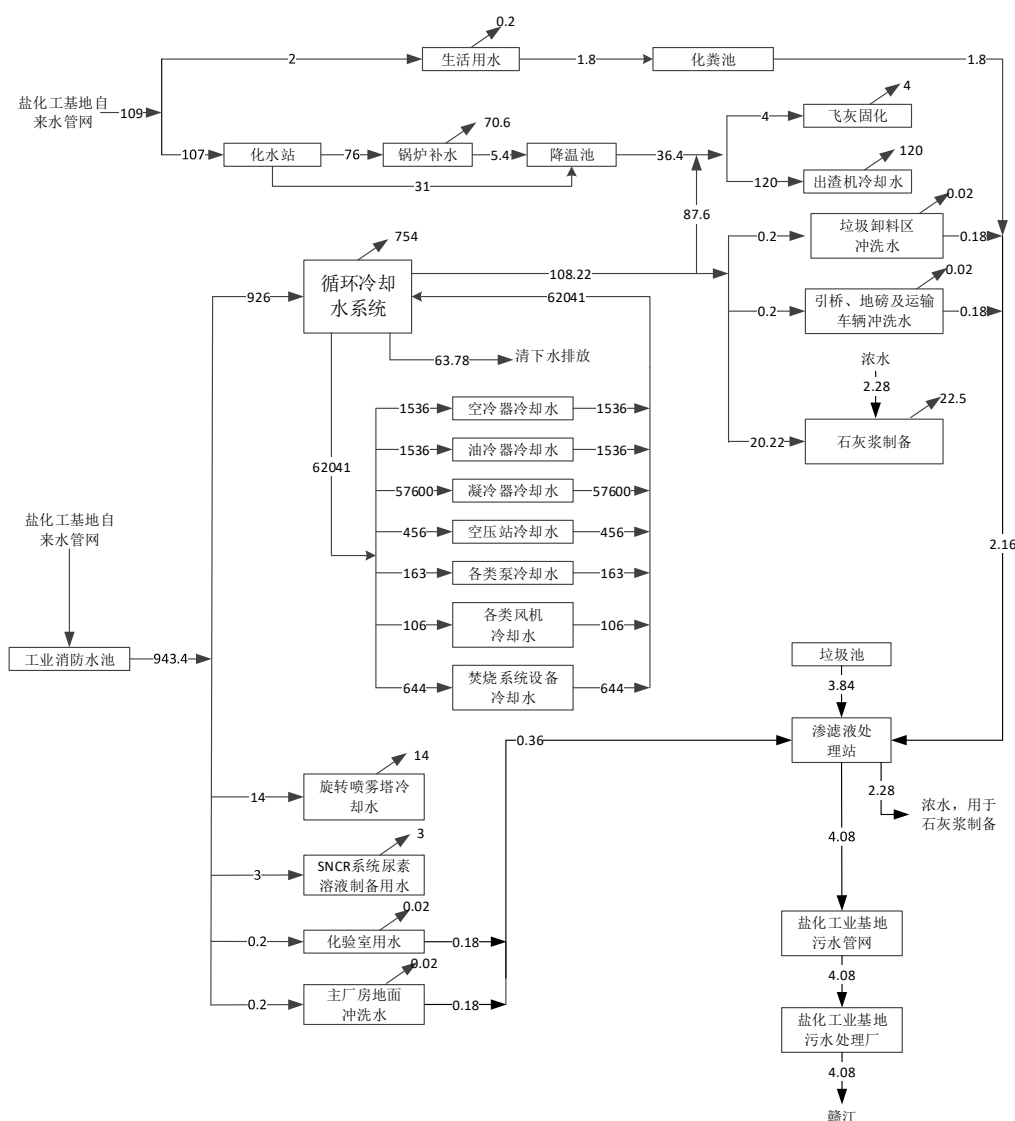 0.2
2
生活用水
1.8
化粪池
1.8
盐化工基地自
来水管网
109
4
飞灰固化
4
70.6
107
化水站
76
锅炉补水
5.4
降温池
36.4
31
120
120
出渣机冷却水
87.6
0.02
0.2
垃圾卸料区
冲洗水
0.18
754
926
循环冷却
水系统
108.22
62041
0.02
0.2
引桥、地磅及运输
车辆冲洗水
0.18
63.78
清下水排放
浓水
2.28
22.5
20.22
石灰浆制备
1536
空冷器冷却水
1536
1536
油冷器冷却水
1536
62041
57600
凝冷器冷却水
57600
456
空压站冷却水
456
163
各类泵冷却水
163
106
各类风机
冷却水
106
644
焚烧系统设备
冷却水
644
2.16
盐化工基地自
来水管网
工业消防水池
943.4
垃圾池
3.84
渗滤液处
理站
0.36
2.28
浓水，用于
石灰浆制备
4.08
14
14
旋转喷雾塔冷
却水
3
3
SNCR系统尿素
溶液制备用水
0.02
0.2
化验室用水
0.18
0.02
0.2
主厂房地面
冲洗水
0.18
盐化工业基地
污水管网
4.08
盐化工业基地
污水处理厂
4.08
赣江